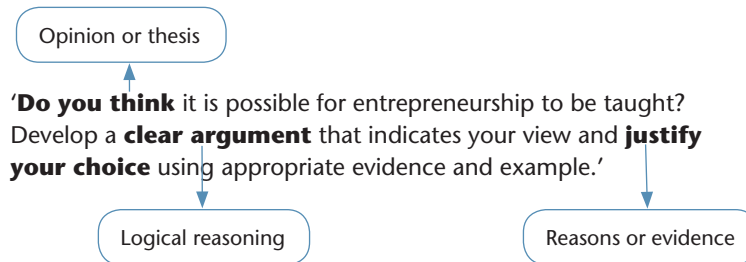 Opinion or thesis
‘Do you think it is possible for entrepreneurship to be taught?
Develop a clear argument that indicates your view and justify
your choice using appropriate evidence and example.’
Logical reasoning
Reasons or evidence